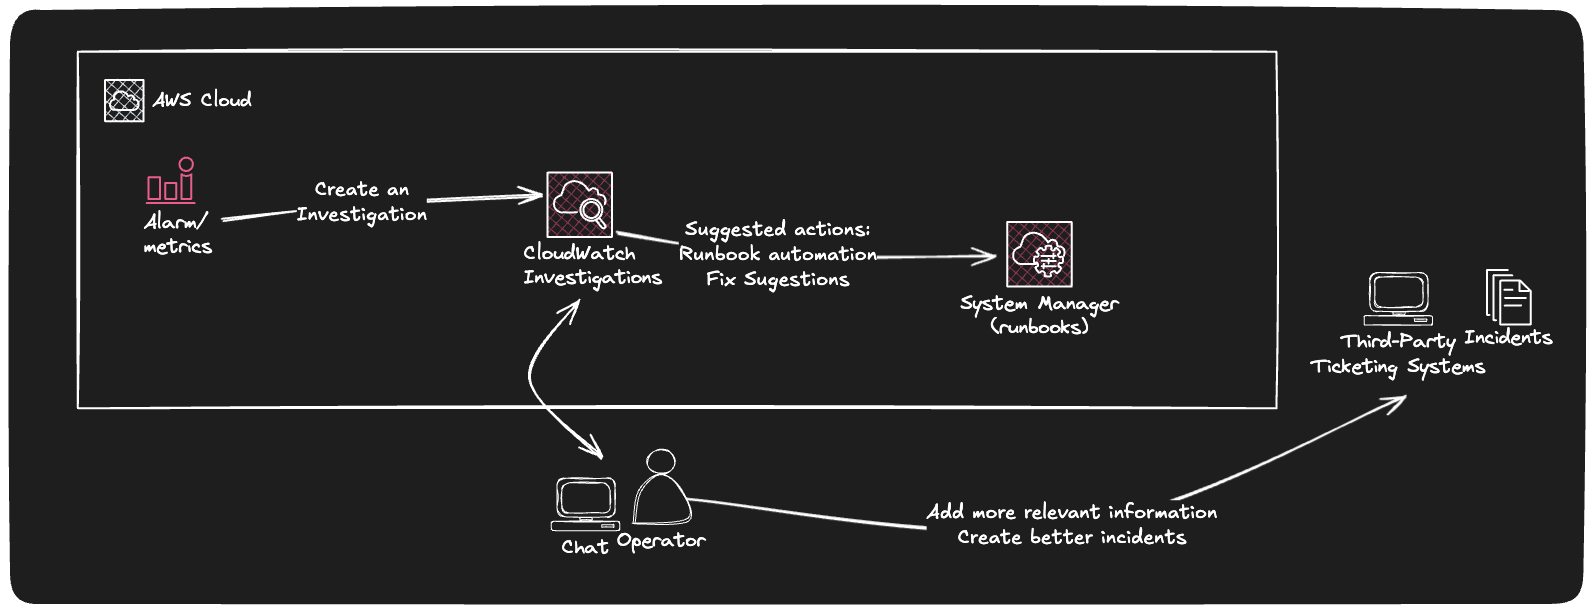 AWS Cloud
Alarm/
metrics
Create an
Investigation
CloudWatch
Investigations
Suggested actions:
Runbook automation
Fix Sugestions
System Manager
(runbooks)
Third-Party
Ticketing Systems
Incidents
Chat
Operator
Add more relevant information
Create better incidents